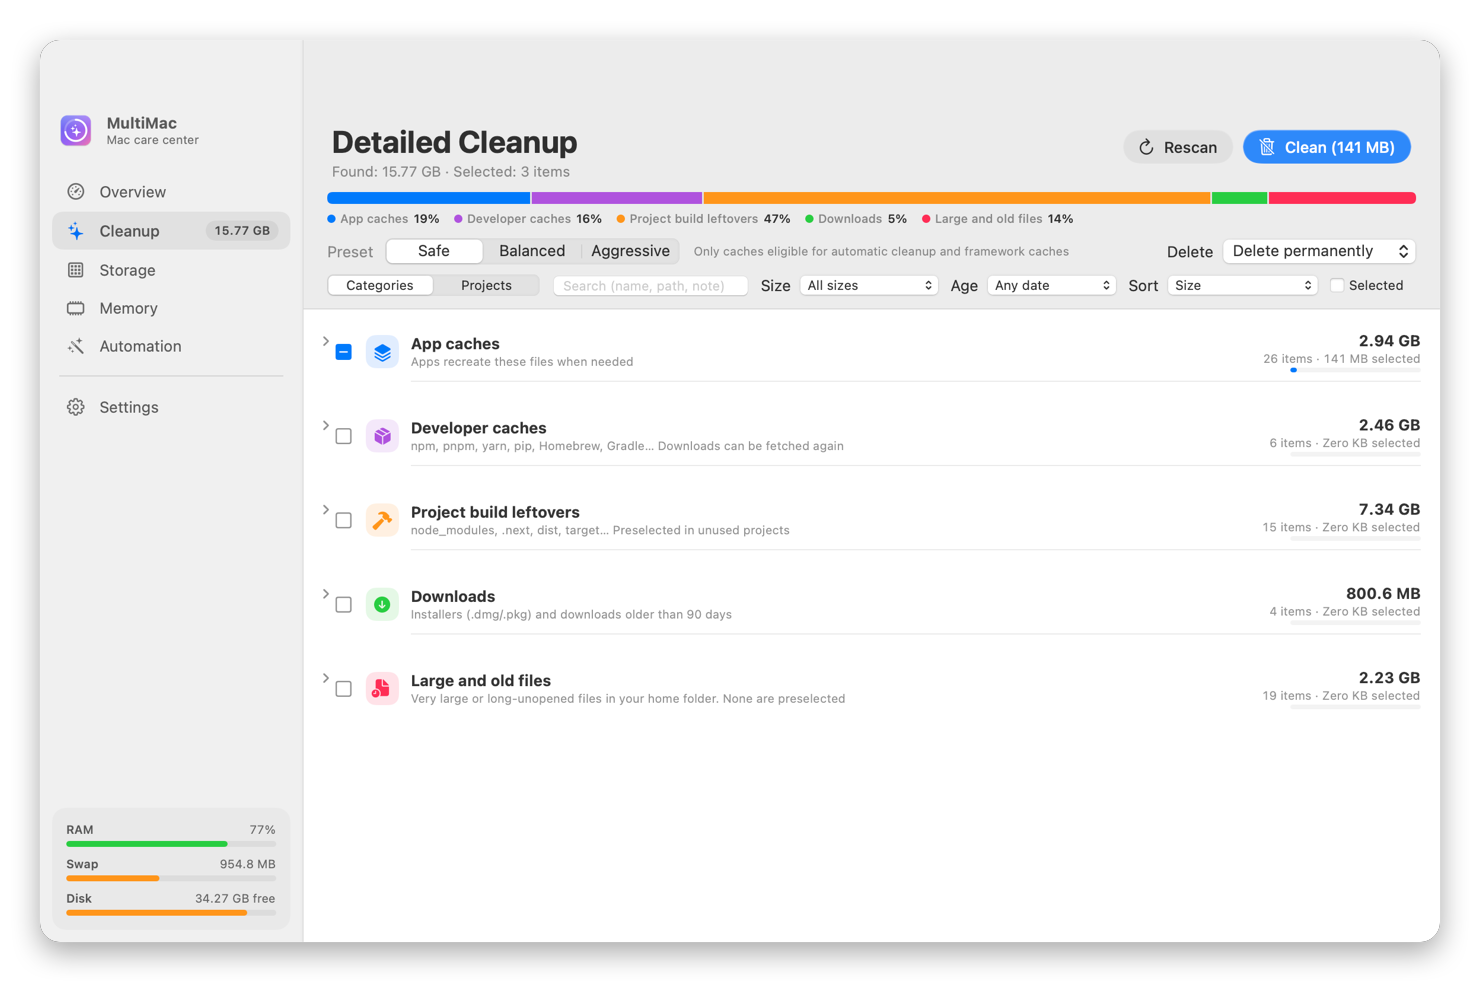 MultiMac
Mac care center
Overview
Cleanup 15.77 GB
Storage
Memory
Automation
Settings
RAM 77%
Swap 954.8 MB
Disk 34.27 GB free
Detailed Cleanup
Found: 15.77 GB · Selected: 3 items
Rescan
Clean (141 MB)
App caches 19% Developer caches 16% Project build leftovers 47% Downloads 5% Large and old files 14%
Preset Safe Balanced Aggressive Only caches eligible for automatic cleanup and framework caches Delete Delete permanently
Categories Projects Search (name, path, note) Size All sizes Age Any date Sort Size Selected
App caches 2.94 GB
Apps recreate these files when needed 26 items · 141 MB selected
Developer caches 2.46 GB
npm, pnpm, yarn, pip, Homebrew, Gradle... Downloads can be fetched again 6 items · Zero KB selected
Project build leftovers 7.34 GB
node_modules, .next, dist, target... Preselected in unused projects 15 items · Zero KB selected
Downloads 800.6 MB
Installers (.dmg/.pkg) and downloads older than 90 days 4 items · Zero KB selected
Large and old files 2.23 GB
Very large or long-unopened files in your home folder. None are preselected 19 items · Zero KB selected